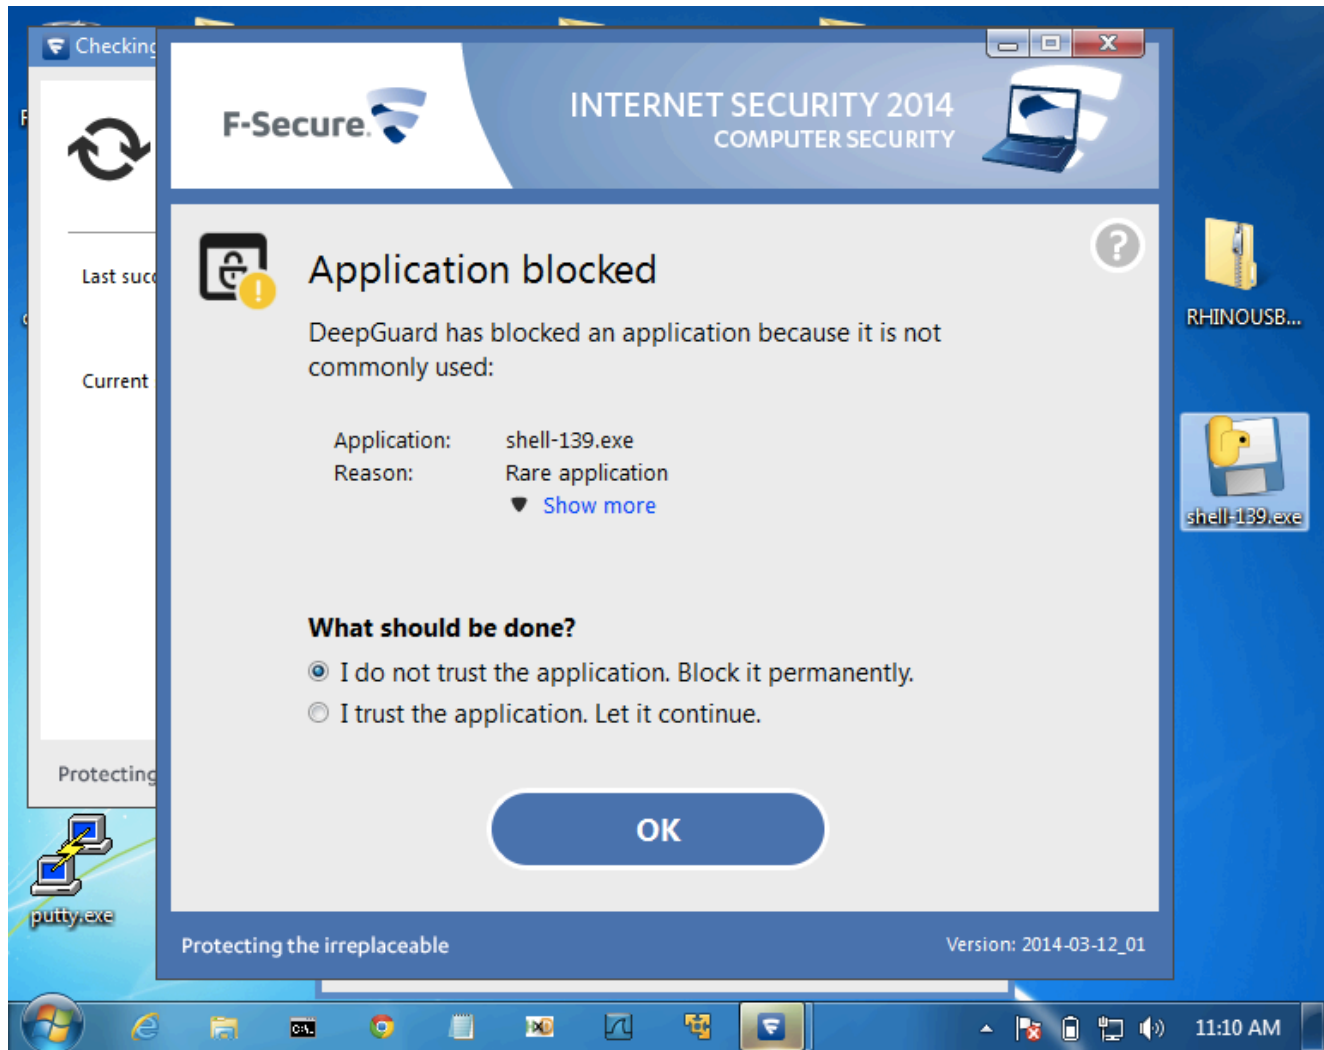 Checking
F-Secure.
INTERNET SECURITY 2014
COMPUTER SECURITY
Application blocked
DeepGuard has blocked an application because it is not
commonly used:
Application: shell-139.exe
Reason: Rare application
Show more
What should be done?
I do not trust the application. Block it permanently.
I trust the application. Let it continue.
OK
Protecting the irreplaceable
Version: 2014-03-12_01
Last succ
Current
Protecting
RHINOUSB...
shell-139.exe
putty.exe
C:\.
11:10 AM